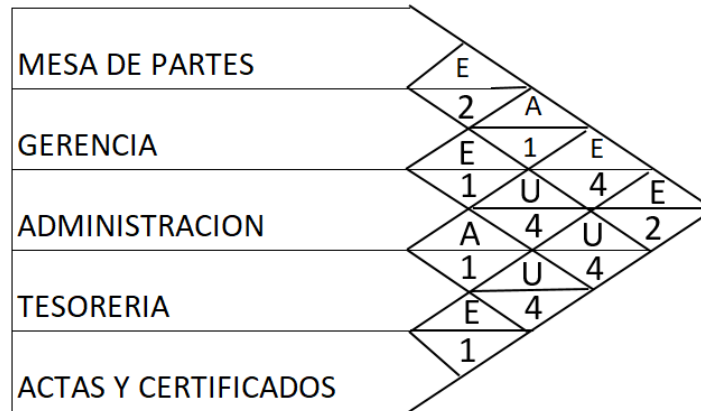 MESA DE PARTES
E
2
A
GERENCIA
E
1
E
1
U
4
E
ADMINISTRACION
A
4
U
2
1
U
4
TESORERIA
E
4
1
ACTAS Y CERTIFICADOS